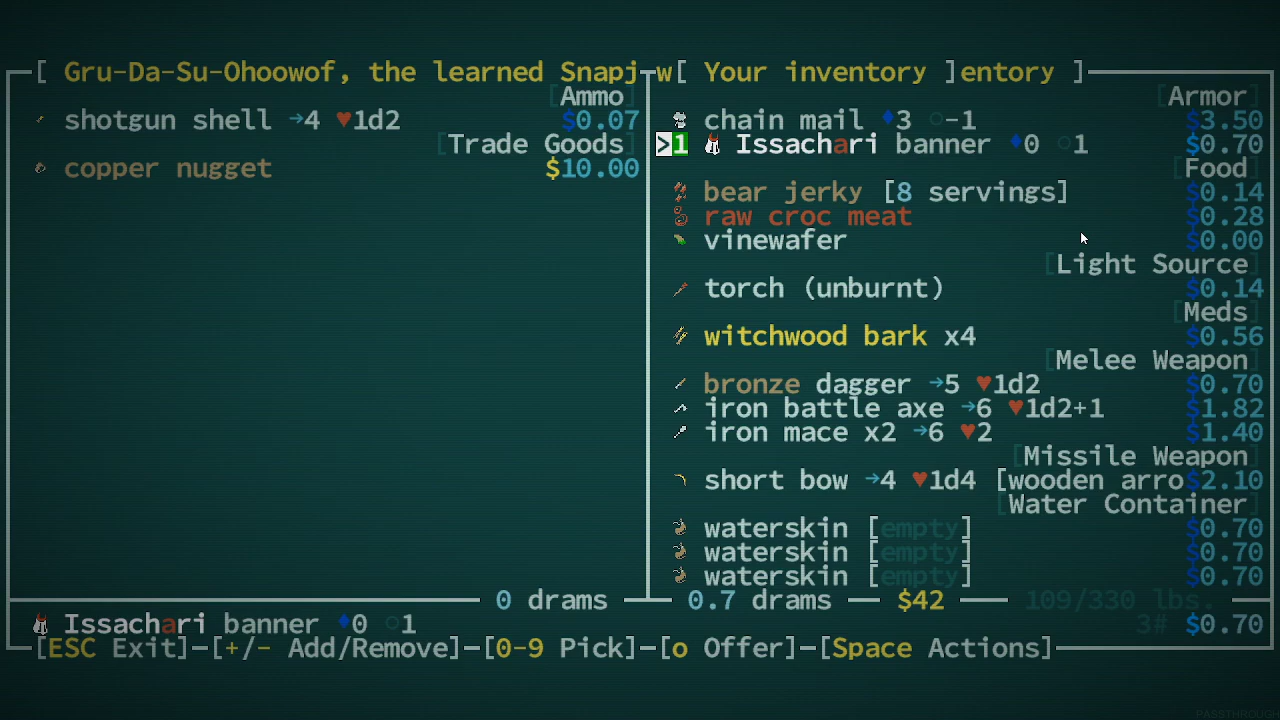 [ Gru-Da-Su-Ohoowof, the learned Snapj w[ Your inventory ]entory ]
[Ammo]
shotgun shell →4 ♥1d2 $0.07
[Trade Goods]
copper nugget $10.00
[Armor]
chain mail ♦3 ○-1 $3.50
>1 Issachari banner ♦0 ○1 $0.70
[Food]
bear jerky [8 servings] $0.14
raw croc meat $0.28
vinewafer $0.00
[Light Source]
torch (unburnt) $0.14
[Meds]
witchwood bark x4 $0.56
[Melee Weapon]
bronze dagger →5 ♥1d2 $0.70
iron battle axe →6 ♥1d2+1 $1.82
iron mace x2 →6 ♥2 $1.40
[Missile Weapon]
short bow →4 ♥1d4 [wooden arro $2.10
[Water Container]
waterskin [empty] $0.70
waterskin [empty] $0.70
waterskin [empty] $0.70
0 drams 0.7 drams $42 109/330 lbs.
Issachari banner ♦0 ○1 3# $0.70
[ESC Exit]-[+/- Add/Remove]-[0-9 Pick]-[o Offer]-[Space Actions]